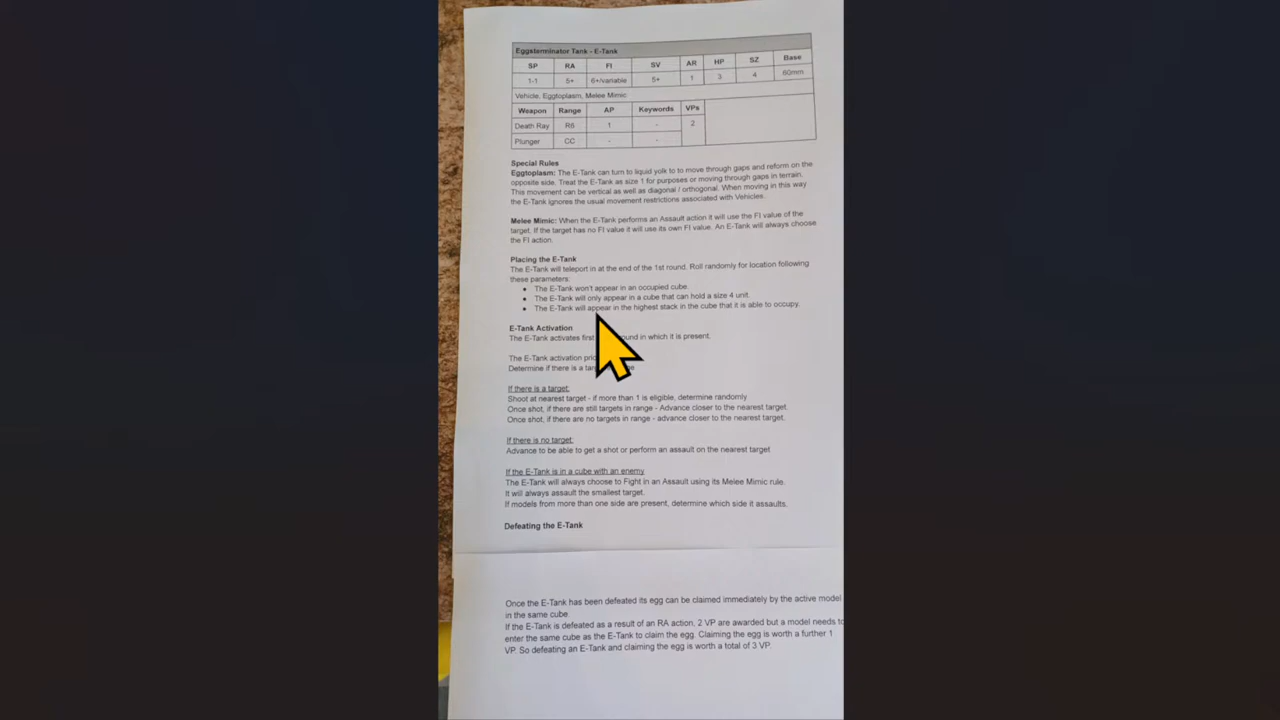 Eggsterminator Tank - E-Tank
SP RA FI SV AR HP SZ Base
1-1 5+ 6+/variable 5+ 1 3 4 60mm
Vehicle, Eggtoplasm, Melee Mimic
Weapon Range AP Keywords VPs
Death Ray R6 1 - 2
Plunger CC - -
Special Rules
Eggtoplasm: The E-Tank can turn to liquid yolk to to move through gaps and reform on the
opposite side. Treat the E-Tank as size 1 for purposes or moving through gaps in terrain.
This movement can be vertical as well as diagonal / orthogonal. When moving in this way
the E-Tank ignores the usual movement restrictions associated with Vehicles.
Melee Mimic: When the E-Tank performs an Assault action it will use the FI value of the
target. If the target has no FI value it will use its own FI value. An E-Tank will always choose
the FI action.
Placing the E-Tank
The E-Tank will teleport in at the end of the 1st round. Roll randomly for location following
these parameters:
• The E-Tank won't appear in an occupied cube.
• The E-Tank will only appear in a cube that can hold a size 4 unit.
• The E-Tank will appear in the highest stack in the cube that it is able to occupy.
E-Tank Activation
The E-Tank activates first in which it is present.
The E-Tank activation
Determine if there is a
If there is a target.
Shoot at nearest target - if more than 1 is eligible, determine randomly
Once shot, if there are still targets in range - Advance closer to the nearest target.
Once shot, if there are no targets in range - advance closer to the nearest target.
If there is no target.
Advance to be able to get a shot or perform an assault on the nearest target
If the E-Tank is in a cube with an enemy
The E-Tank will always choose to Fight in an Assault using its Melee Mimic rule.
It will always assault the smallest target.
If models from more than one side are present, determine which side it assaults.
Defeating the E-Tank
Once the E-Tank has been defeated its egg can be claimed immediately by the active model
in the same cube
If the E-Tank is defeated as a result of an RA action, 2 VP are awarded but a model needs to
enter the same cube as the E-Tank to claim the egg. Claiming the egg is worth a further 1
VP. So defeating an E-Tank and claiming the egg is worth a total of 3 VP.